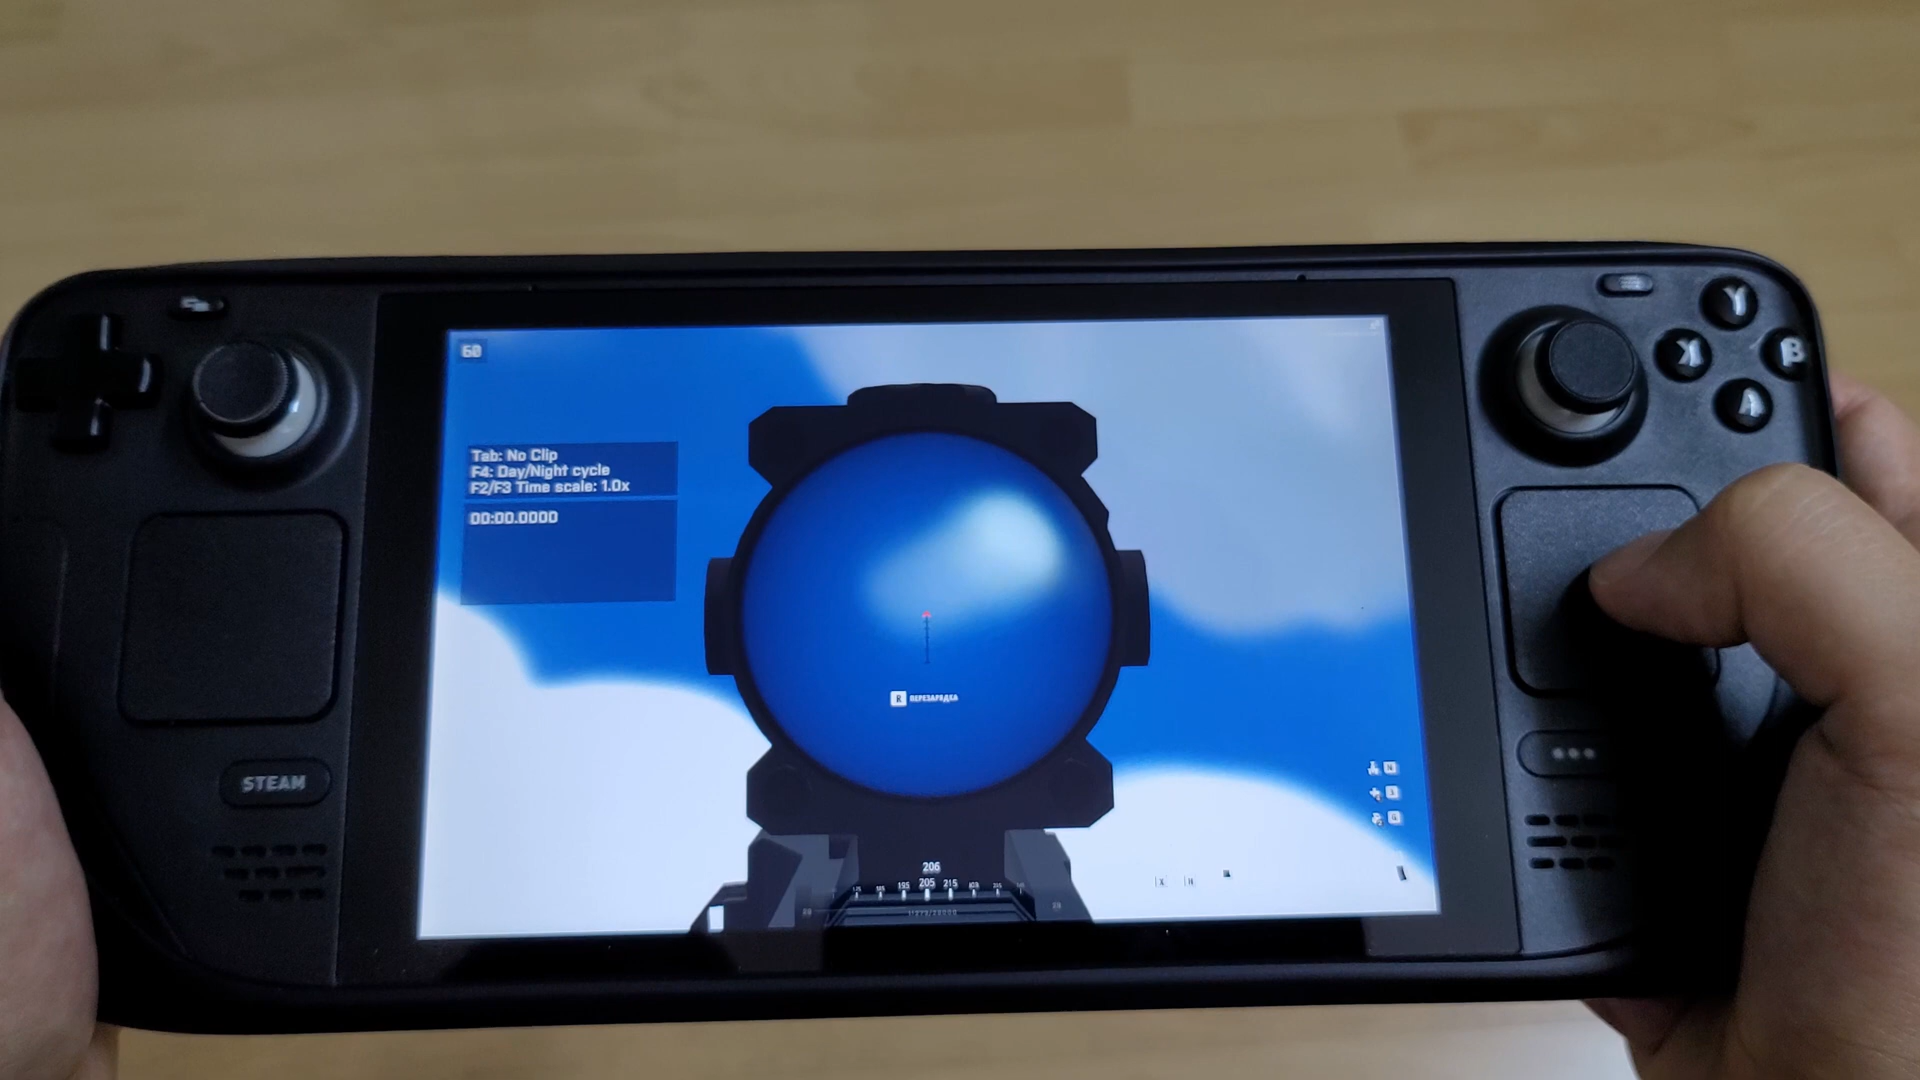 Y
X
B
A
60
Tab: No Clip
F4: Day/Night cycle
F2/F3 Time scale: 1.0x
00:00.0000
R ПЕРЕЗАРЯДКА
STEAM
N
X
G
206
195 205 215
X N